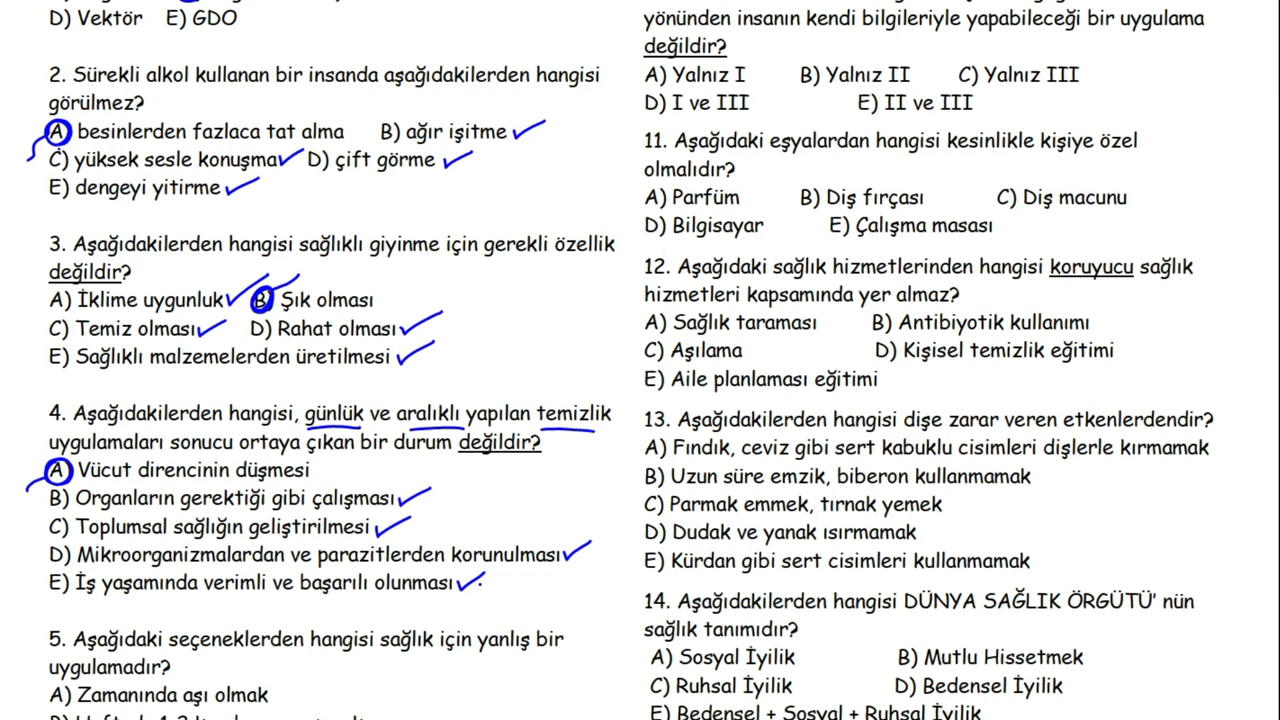 D) Vektör E) GDO
2. Sürekli alkol kullanan bir insanda aşağıdakilerden hangisi
görülmez?
A) besinlerden fazlaca tat alma B) ağır işitme
C) yüksek sesle konuşma D) çift görme
E) dengeyi yitirme
3. Aşağıdakilerden hangisi sağlıklı giyinme için gerekli özellik
değildir?
A) İklime uygunluk B) Şık olması
C) Temiz olması D) Rahat olması
E) Sağlıklı malzemelerden üretilmesi
4. Aşağıdakilerden hangisi, günlük ve aralıklı yapılan temizlik
uygulamaları sonucu ortaya çıkan bir durum değildir?
A) Vücut direncinin düşmesi
B) Organların gerektiği gibi çalışması
C) Toplumsal sağlığın geliştirilmesi
D) Mikroorganizmalardan ve parazitlerden korunulması
E) İş yaşamında verimli ve başarılı olunması
5. Aşağıdaki seçeneklerden hangisi sağlık için yanlış bir
uygulamadır?
A) Zamanında aşı olmak
yönünden insanın kendi bilgileriyle yapabileceği bir uygulama
değildir?
A) Yalnız I B) Yalnız II C) Yalnız III
D) I ve III E) II ve III
11. Aşağıdaki eşyalardan hangisi kesinlikle kişiye özel
olmalıdır?
A) Parfüm B) Diş fırçası C) Diş macunu
D) Bilgisayar E) Çalışma masası
12. Aşağıdaki sağlık hizmetlerinden hangisi koruyucu sağlık
hizmetleri kapsamında yer almaz?
A) Sağlık taraması B) Antibiyotik kullanımı
C) Aşılama D) Kişisel temizlik eğitimi
E) Aile planlaması eğitimi
13. Aşağıdakilerden hangisi dişe zarar veren etkenlerdendir?
A) Fındık, ceviz gibi sert kabuklu cisimleri dişlerle kırmamak
B) Uzun süre emzik, biberon kullanmamak
C) Parmak emmek, tırnak yemek
D) Dudak ve yanak ısırmamak
E) Kürdan gibi sert cisimleri kullanmamak
14. Aşağıdakilerden hangisi DÜNYA SAĞLIK ÖRGÜTÜ' nün
sağlık tanımıdır?
A) Sosyal İyilik B) Mutlu Hissetmek
C) Ruhsal İyilik D) Bedensel İyilik
E) Bedensel + Sosyal + Ruhsal İyilik